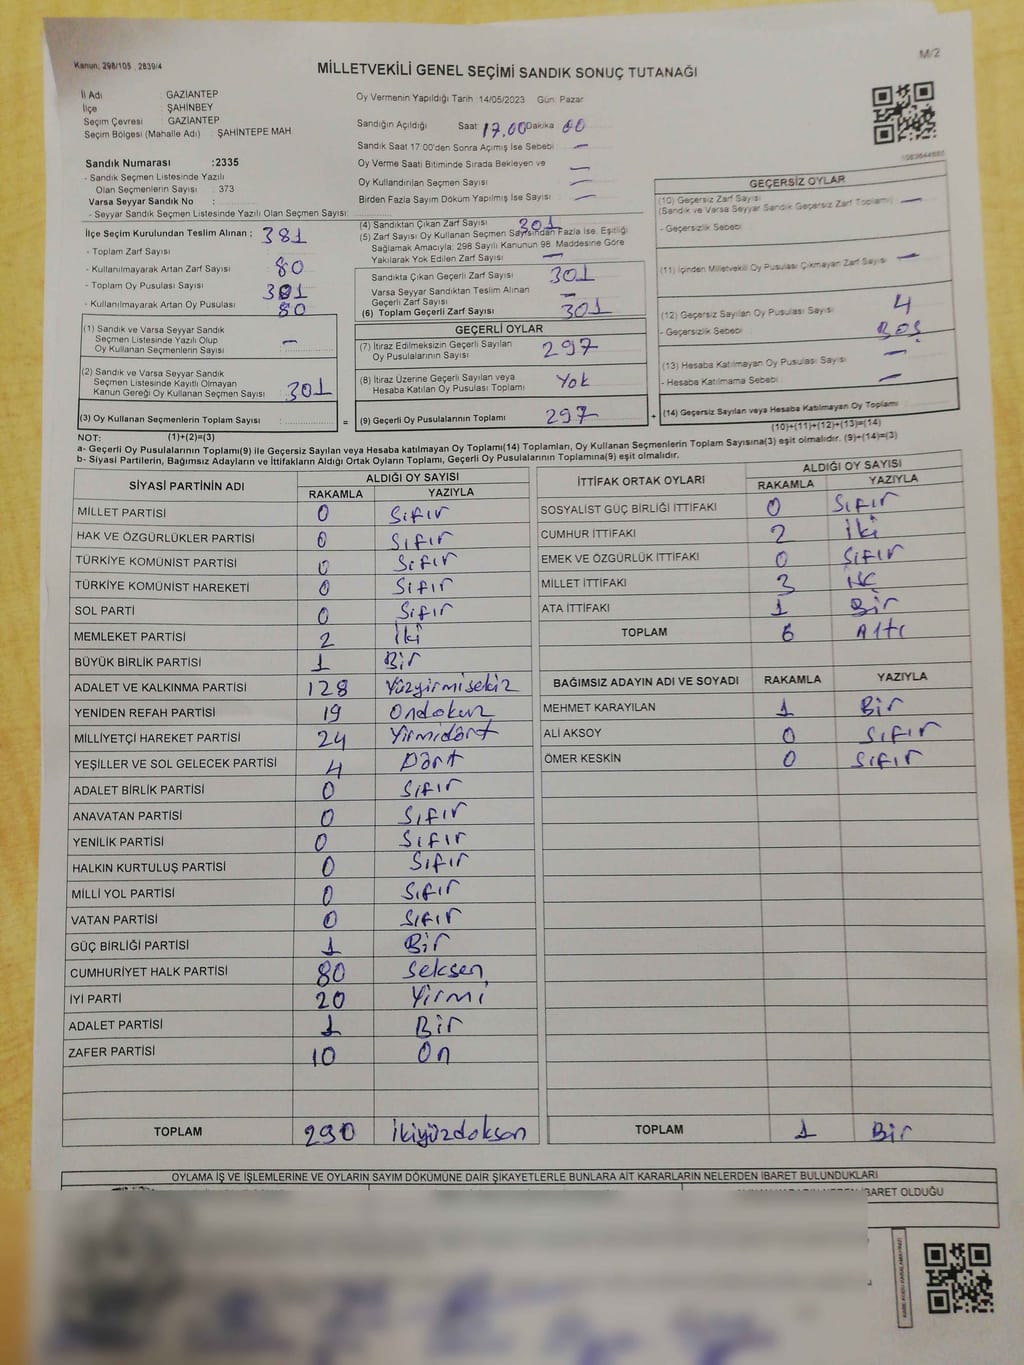 Kanun: 298/105 , 2839/4
M/2
MİLLETVEKİLİ GENEL SEÇİMİ SANDIK SONUÇ TUTANAĞI
İl Adı : GAZİANTEP
İlçe : ŞAHİNBEY
Seçim Çevresi : GAZİANTEP
Seçim Bölgesi (Mahalle Adı) : ŞAHİNTEPE MAH.
Sandık Numarası :2335
- Sandık Seçmen Listesinde Yazılı
Olan Seçmenlerin Sayısı : 373
Varsa Seyyar Sandık No :
- Seyyar Sandık Seçmen Listesinde Yazılı Olan Seçmen Sayısı:
Oy Vermenin Yapıldığı Tarih 14/05/2023 Gün: Pazar
Sandığın Açıldığı Saat: 17.00 Dakika 00
Sandık Saat 17:00'den Sonra Açımış İse Sebebi —
Oy Verme Saati Bitiminde Sırada Bekleyen ve —
Oy Kullandırılan Seçmen Sayısı —
Birden Fazla Sayım Döküm Yapılmış İse Sebebi —
İlçe Seçim Kurulundan Teslim Alınan : 381
- Toplam Zarf Sayısı
- Kullanılmayarak Artan Zarf Sayısı : 80
- Toplam Oy Pusulası Sayısı : 381
- Kullanılmayarak Artan Oy Pusulası : 80
(1) Sandık ve Varsa Seyyar Sandık
Seçmen Listesinde Yazılı Olup
Oy Kullanan Seçmenlerin Sayısı : —
(2) Sandık ve Varsa Seyyar Sandık
Seçmen Listesinde Kayıtlı Olmayan
Kanun Gereği Oy Kullanan Seçmen Sayısı : 301
(3) Oy Kullanan Seçmenlerin Toplam Sayısı :
(1)+(2)=(3)
(4) Sandıktan Çıkan Zarf Sayısı 301
(5) Zarf Sayısı Oy Kullanan Seçmen Sayısından Fazla İse, Eşitliği
Sağlamak Amacıyla; 298 Sayılı Kanunun 98. Maddesine Göre
Yakılarak Yok Edilen Zarf Sayısı —
Sandıkta Çıkan Geçerli Zarf Sayısı 301
Varsa Seyyar Sandıktan Teslim Alınan
Geçerli Zarf Sayısı —
(6) Toplam Geçerli Zarf Sayısı 301
GEÇERLİ OYLAR
(7) İtiraz Edilmeksizin Geçerli Sayılan
Oy Pusulalarının Sayısı 297
(8) İtiraz Üzerine Geçerli Sayılan veya
Hesaba Katılan Oy Pusulası Toplamı Yok
= (9) Geçerli Oy Pusulalarının Toplamı 297
GEÇERSİZ OYLAR
(10) Geçersiz Zarf Sayısı
(Sandık ve Varsa Seyyar Sandık Geçersiz Zarf Toplamı) —
- Geçersizlik Sebebi
(11) İçinden Milletvekili Oy Pusulası Çıkmayan Zarf Sayısı —
(12) Geçersiz Sayılan Oy Pusulası Sayısı 4
- Geçersizlik Sebebi BOŞ
(13) Hesaba Katılmayan Oy Pusulası Sayısı —
- Hesaba Katılmama Sebebi —
+ (14) Geçersiz Sayılan veya Hesaba Katılmayan Oy Toplamı
(10)+(11)+(12)+(13)=(14)
NOT:
a- Geçerli Oy Pusulalarının Toplamı(9) ile Geçersiz Sayılan veya Hesaba katılmayan Oy Toplamı(14) Toplamları, Oy Kullanan Seçmenlerin Toplam Sayısına(3) eşit olmalıdır. (9)+(14)=(3)
b- Siyasi Partilerin, Bağımsız Adayların ve İttifakların Aldığı Ortak Oyların Toplamı, Geçerli Oy Pusulalarının Toplamına(9) eşit olmalıdır.
SİYASİ PARTİNİN ADI ALDIĞI OY SAYISI
RAKAMLA YAZIYLA
MİLLET PARTİSİ 0 Sıfır
HAK VE ÖZGÜRLÜKLER PARTİSİ 0 Sıfır
TÜRKİYE KOMÜNİST PARTİSİ 0 Sıfır
TÜRKİYE KOMÜNİST HAREKETİ 0 Sıfır
SOL PARTİ 0 Sıfır
MEMLEKET PARTİSİ 2 İki
BÜYÜK BİRLİK PARTİSİ 1 Bir
ADALET VE KALKINMA PARTİSİ 128 Yüzyirmisekiz
YENİDEN REFAH PARTİSİ 19 Ondokuz
MİLLİYETÇİ HAREKET PARTİSİ 24 Yirmidört
YEŞİLLER VE SOL GELECEK PARTİSİ 4 Dört
ADALET BİRLİK PARTİSİ 0 Sıfır
ANAVATAN PARTİSİ 0 Sıfır
YENİLİK PARTİSİ 0 Sıfır
HALKIN KURTULUŞ PARTİSİ 0 Sıfır
MİLLİ YOL PARTİSİ 0 Sıfır
VATAN PARTİSİ 0 Sıfır
GÜÇ BİRLİĞİ PARTİSİ 1 Bir
CUMHURİYET HALK PARTİSİ 80 Seksen
İYİ PARTİ 20 Yirmi
ADALET PARTİSİ 1 Bir
ZAFER PARTİSİ 10 On
TOPLAM 290 İkiyüzdoksan
İTTİFAK ORTAK OYLARI ALDIĞI OY SAYISI
RAKAMLA YAZIYLA
SOSYALİST GÜÇ BİRLİĞİ İTTİFAKI 0 Sıfır
CUMHUR İTTİFAKI 2 İki
EMEK VE ÖZGÜRLÜK İTTİFAKI 0 Sıfır
MİLLET İTTİFAKI 3 Üç
ATA İTTİFAKI 1 Bir
TOPLAM 6 Altı
BAĞIMSIZ ADAYIN ADI VE SOYADI RAKAMLA YAZIYLA
MEHMET KARAYILAN 1 Bir
ALİ AKSOY 0 Sıfır
ÖMER KESKİN 0 Sıfır
TOPLAM 1 Bir
OYLAMA İŞ VE İŞLEMLERİNE VE OYLARIN SAYIM DÖKÜMÜNE DAİR ŞİKAYETLERLE BUNLARA AİT KARARLARIN NELERDEN İBARET BULUNDUKLARI
İBARET OLDUĞU